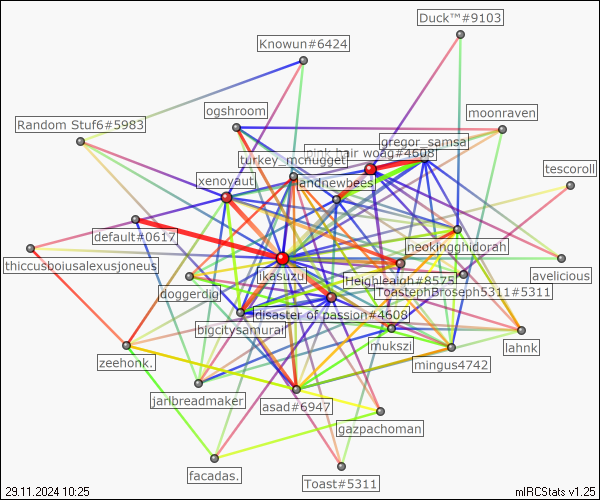 Duck™#9103
Knowun#6424
ogshroom
moonraven
Random Stuf6#5983
gregor_samsa
pink hair woag#4608
turkey_mcnugget
tescoroll
xenoyaut
landnewbees
default#0617
neokingghidorah
thiccusboiusalexusjoneus
ikasuzu
avelicious
Heighleigh#8575
doggerdig
ToastephBroseph5311#5311
disaster of passion#4608
bigcitysamurai
mukszi
zeehonk.
lahnk
mingus4742
jarlbreadmaker
asad#6947
gazpachoman
facadas.
Toast#5311
29.11.2024 10:25
mIRCStats v1.25